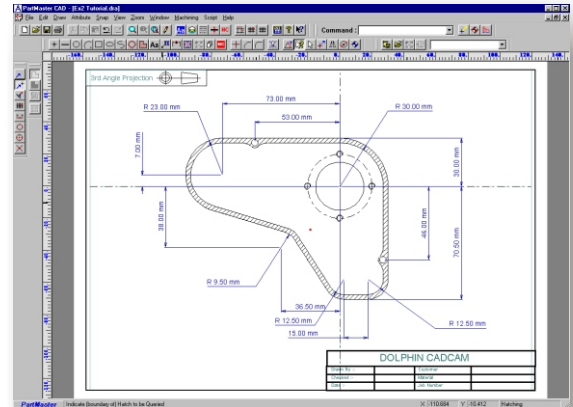 PartMaster CAD - [Ex2 Tutorial.dra]
File Edit Draw Attribute Snap View Zoom Window Machining Script Help
Command :
3rd Angle Projection
73.00 mm
R 23.00 mm
53.00 mm
R 30.00 mm
7.00 mm
30.00 mm
38.00 mm
46.00 mm
70.50 mm
R 9.50 mm
36.50 mm
R 12.50 mm
R 12.50 mm
15.00 mm
DOLPHIN CADCAM
Drawn By :-
Customer
Checked :-
Material
Date :-
Job Number
PartMaster Indicate (boundary of) Hatch to be Queried X :-110.684 Y :-10.412 Hatching